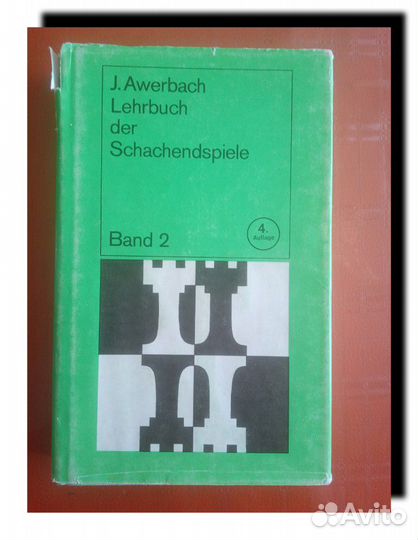 J. Awerbach
Lehrbuch
der
Schachendspiele
4.
Auflage
Band 2
Avito